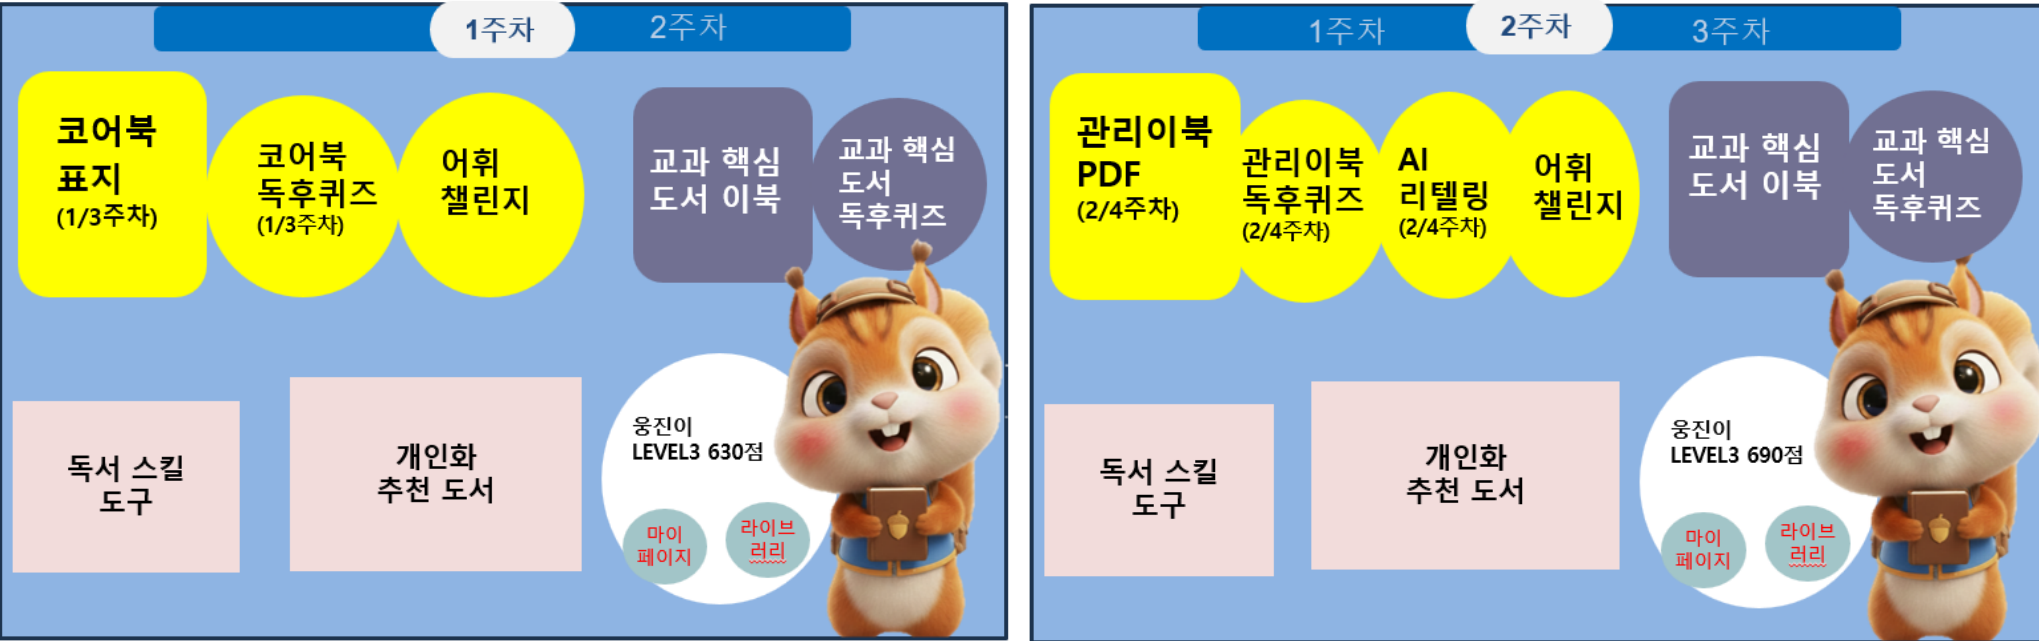 1주차
2주차
코어북
표지
(1/3주차)
코어북
독후퀴즈
(1/3주차)
어휘
챌린지
교과 핵심
도서 이북
교과 핵심
도서
독후퀴즈
독서 스킬
도구
개인화
추천 도서
웅진이
LEVEL3 630점
마이
페이지
라이브
러리
1주차
2주차
3주차
관리이북
PDF
(2/4주차)
관리이북
독후퀴즈
(2/4주차)
AI
리텔링
(2/4주차)
어휘
챌린지
교과 핵심
도서 이북
교과 핵심
도서
독후퀴즈
독서 스킬
도구
개인화
추천 도서
웅진이
LEVEL3 690점
마이
페이지
라이브
러리